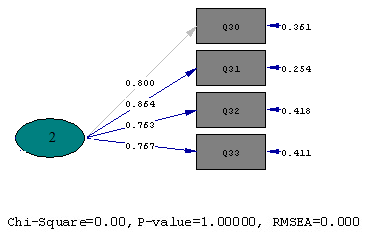 Q30
0.361
0.800
Q31
0.254
0.864
Q32
0.418
0.763
2
Q33
0.411
0.767
Chi-Square=0.00, P-value=1.00000, RMSEA=0.000